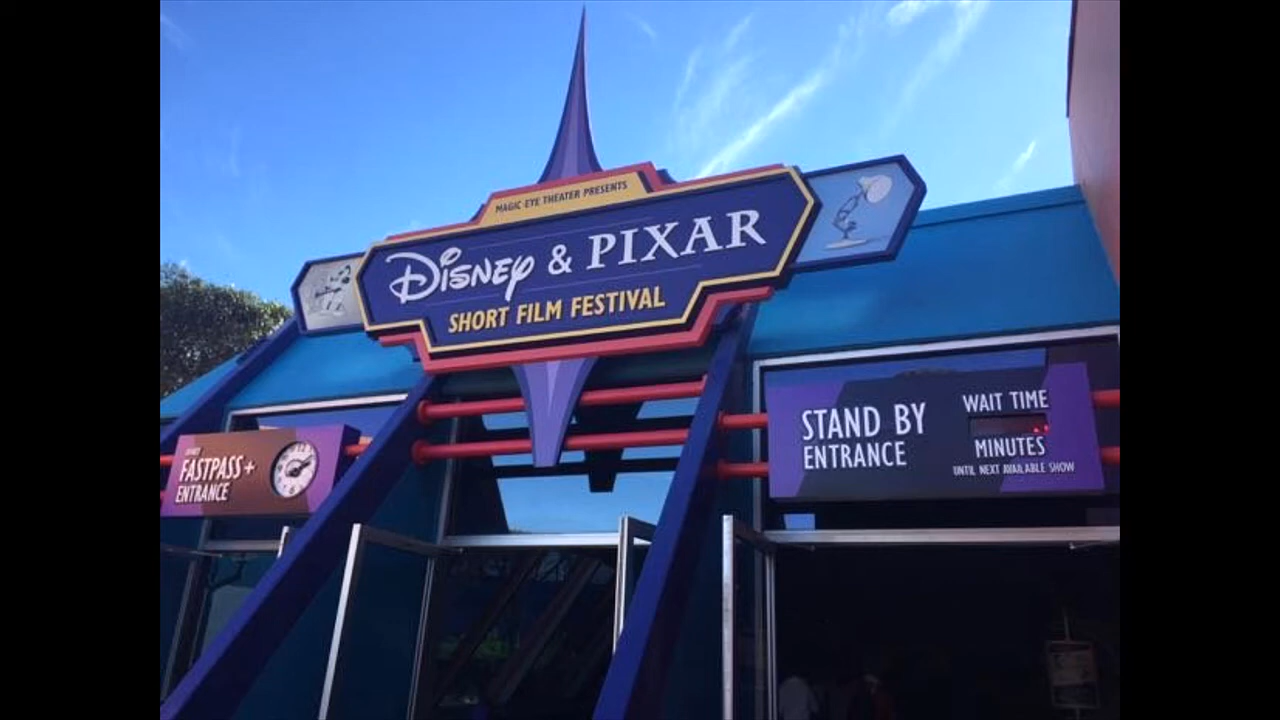 MAGIC EYE THEATER PRESENTS
DISNEY & PIXAR
SHORT FILM FESTIVAL
FASTPASS+
ENTRANCE
STAND BY
ENTRANCE
WAIT TIME
MINUTES
UNTIL NEXT AVAILABLE SHOW